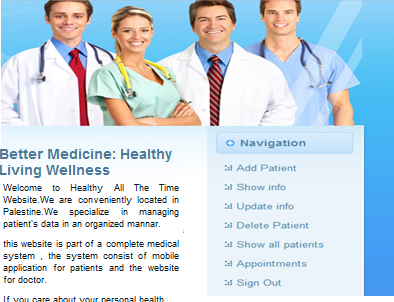 Better Medicine: Healthy
Living Wellness
Welcome to Healthy All The Time
Website.We are conveniently located in
Palestine.We specialize in managing
patient's data in an organized mannar.
this website is part of a complete medical
system , the system consist of mobile
application for patients and the website
for doctor.
If you care about your personal health
Navigation
Add Patient
Show info
Update info
Delete Patient
Show all patients
Appointments
Sign Out